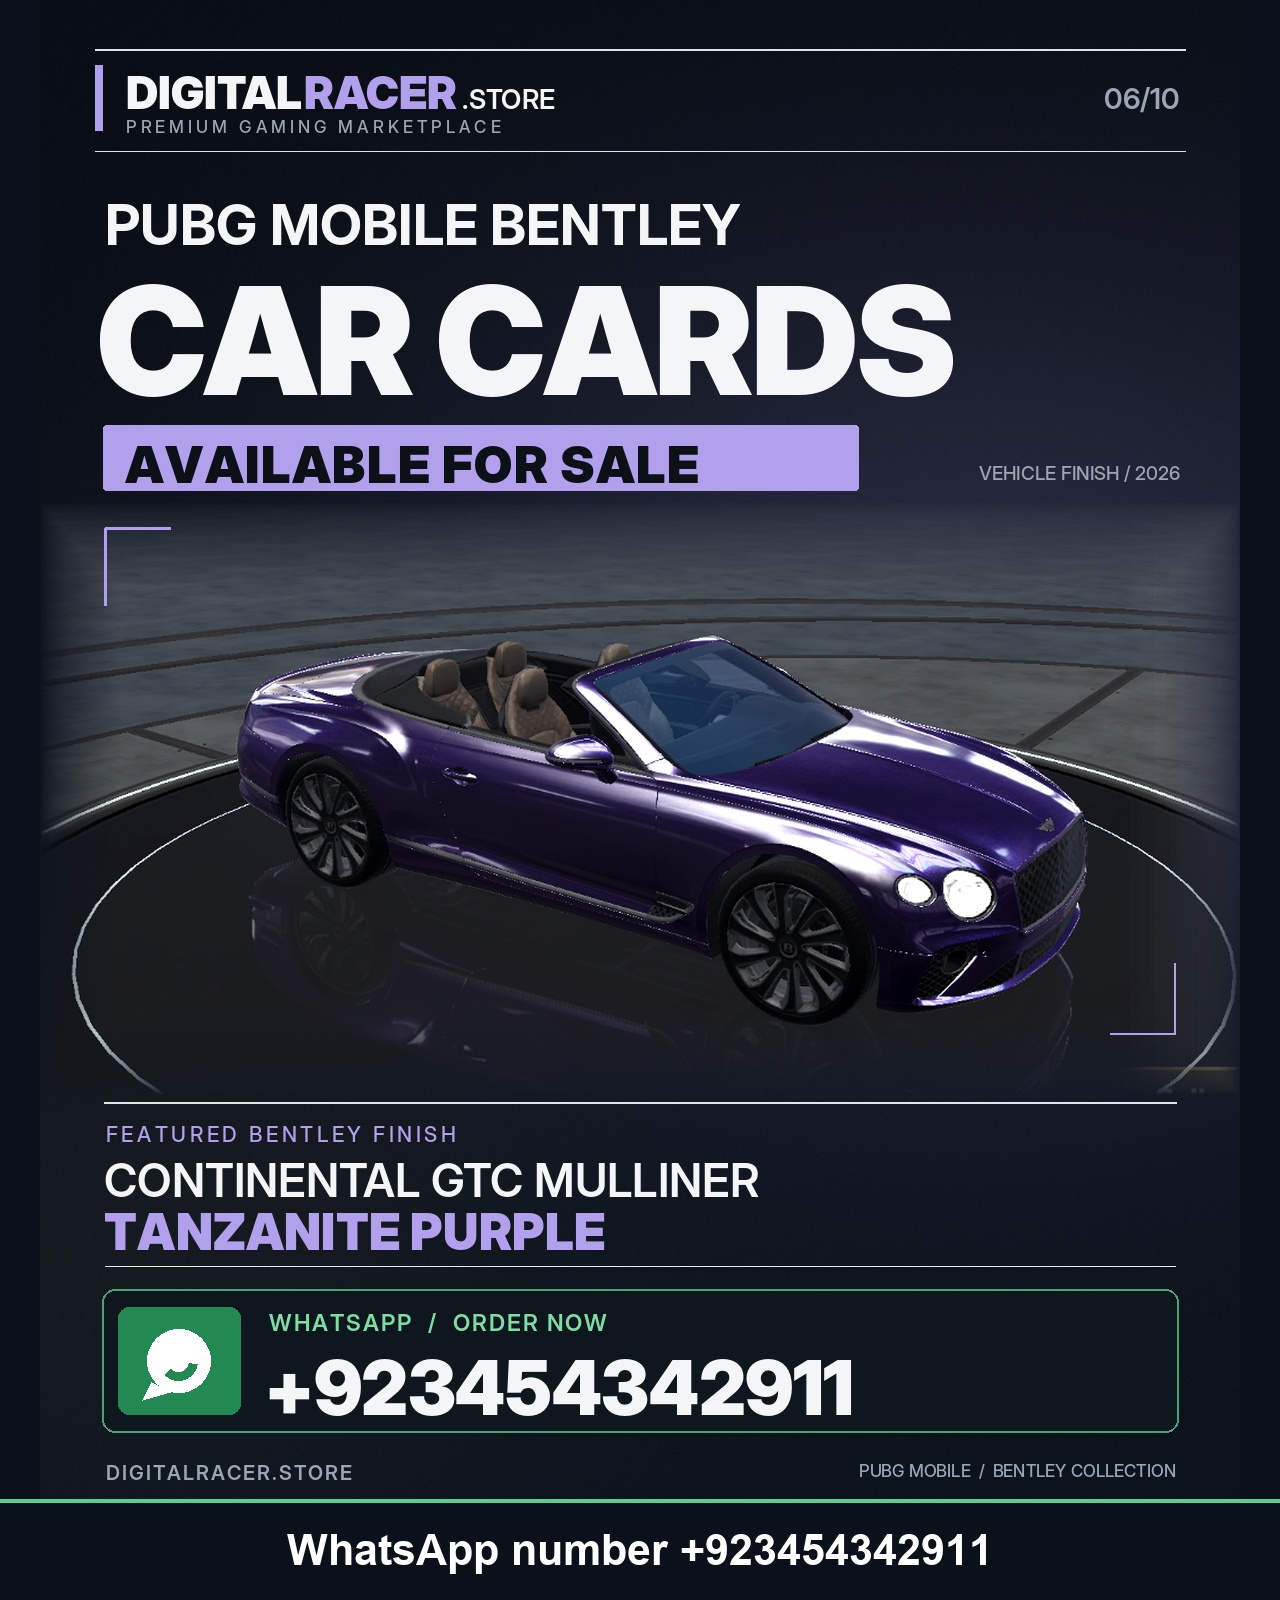 DIGITALRACER.STORE
06/10
PREMIUM GAMING MARKETPLACE
PUBG MOBILE BENTLEY
CAR CARDS
AVAILABLE FOR SALE
VEHICLE FINISH / 2026
FEATURED BENTLEY FINISH
CONTINENTAL GTC MULLINER
TANZANITE PURPLE
WHATSAPP / ORDER NOW
+923454342911
DIGITALRACER.STORE
PUBG MOBILE / BENTLEY COLLECTION
WhatsApp number +923454342911